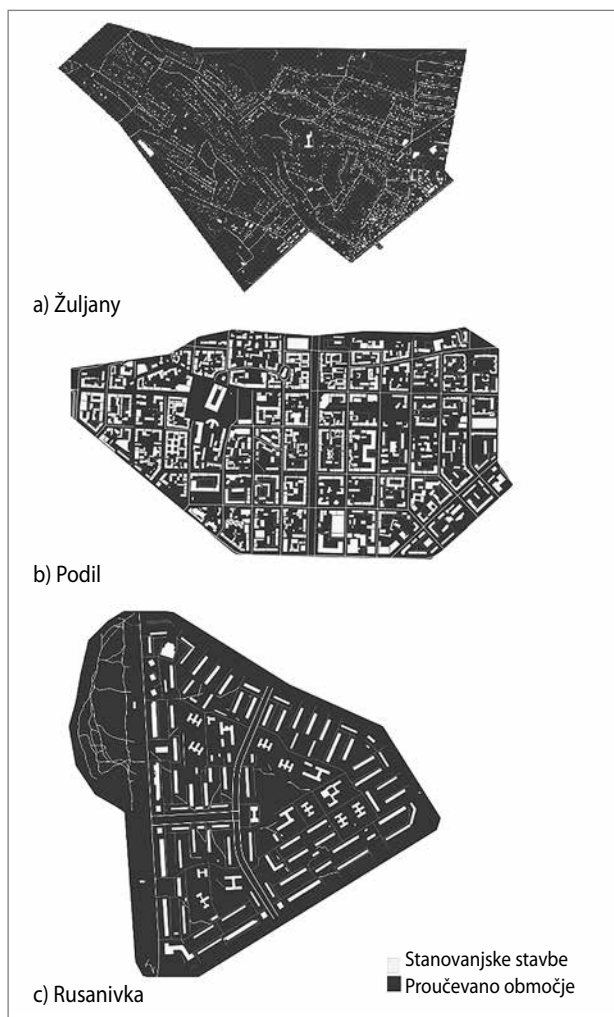 a) Žuljany
b) Podil
Stanovanjske stavbe
Proučevano območje
c) Rusanivka